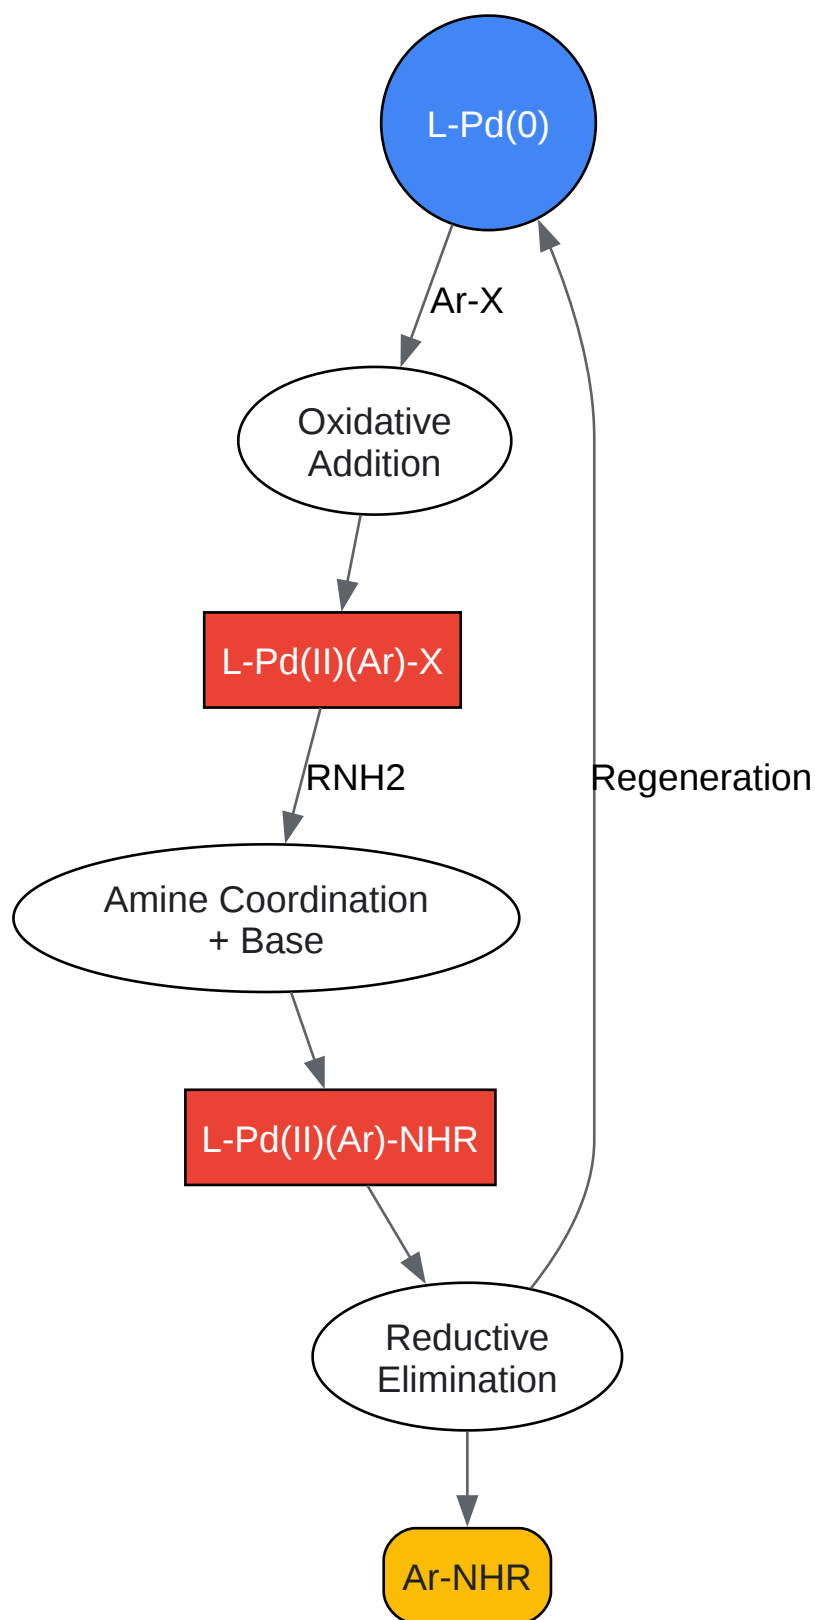 L-Pd(0)
Ar-X
Oxidative
Addition
L-Pd(II)(Ar)-X
RNH2
Regeneration
Amine Coordination
+ Base
L-Pd(II)(Ar)-NHR
Reductive
Elimination
Ar-NHR